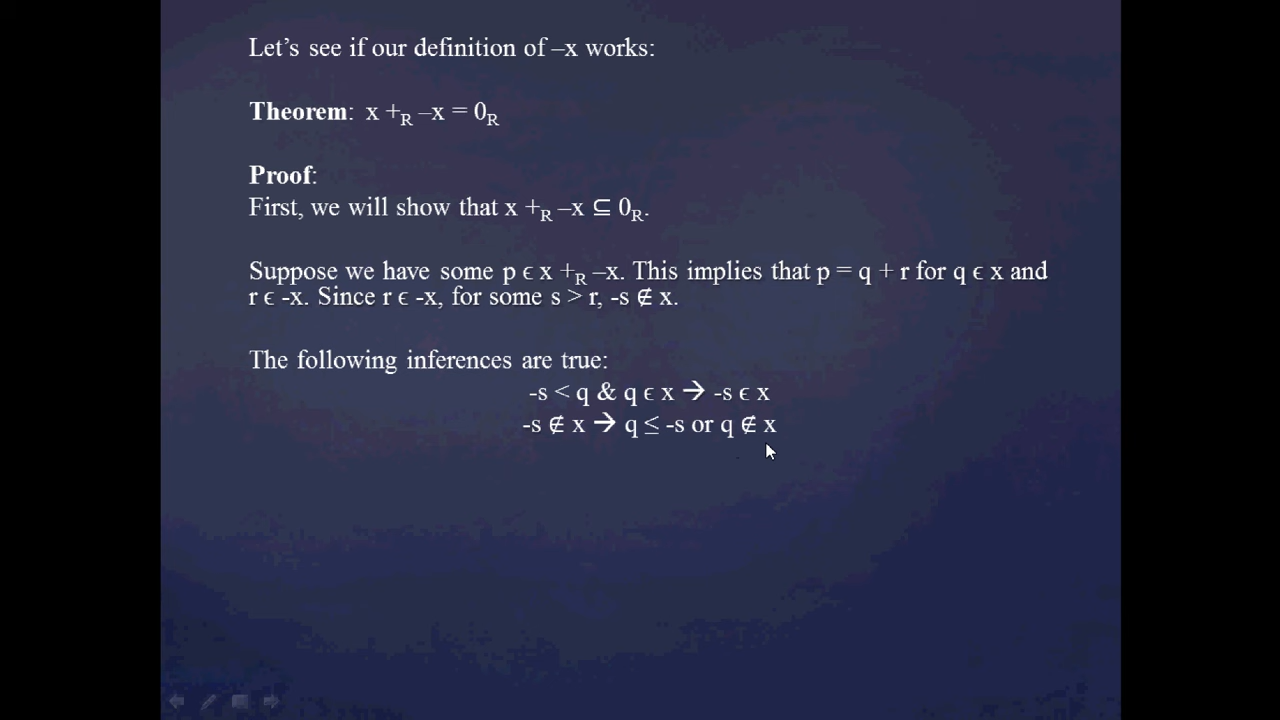 Let’s see if our definition of –x works:
Theorem: x +R –x = 0R
Proof:
First, we will show that x +R –x ⊆ 0R.
Suppose we have some p ϵ x +R –x. This implies that p = q + r for q ϵ x and
r ϵ -x. Since r ϵ -x, for some s > r, -s ∉ x.
The following inferences are true:
-s < q & q ϵ x → -s ϵ x
-s ∉ x → q ≤ -s or q ∉ x